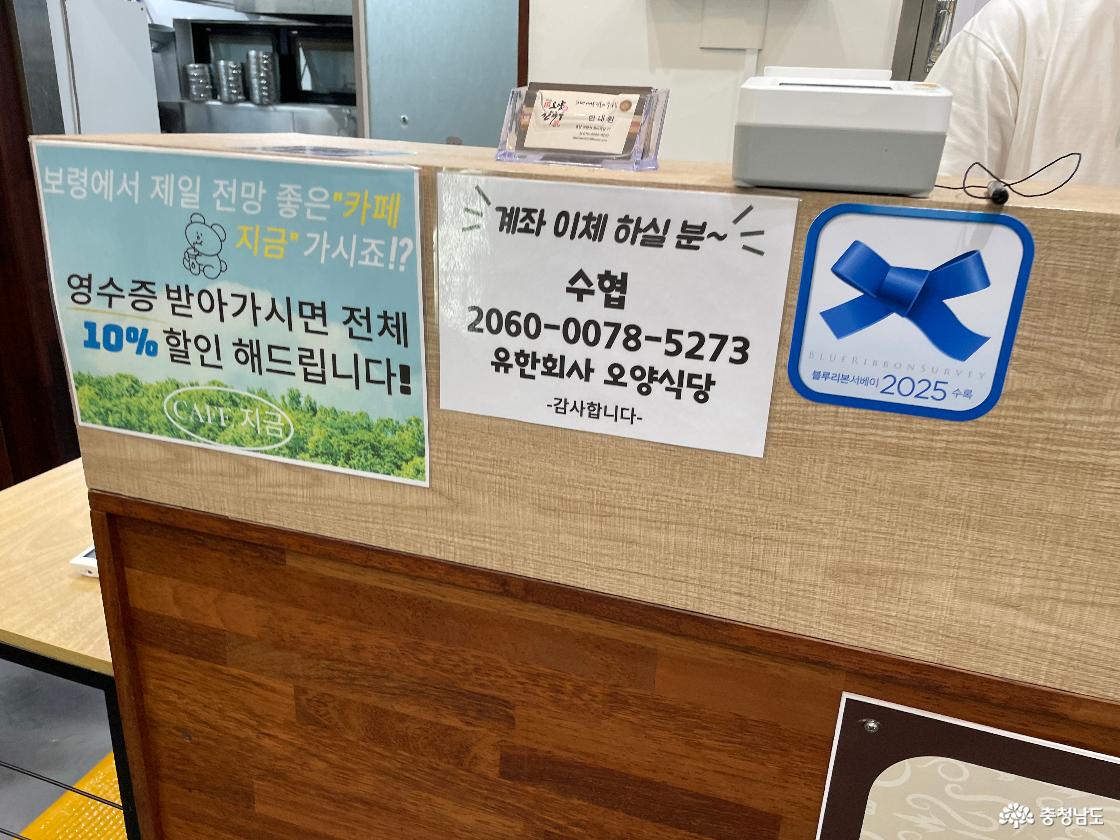 보령에서 제일 전망 좋은 "카페
지금" 가시죠!?
영수증 받아가시면 전체
10% 할인 해드립니다!
CAFE 지금
계좌 이체 하실 분~
수협
2060-0078-5273
유한회사 오양식당
-감사합니다-
BLUERIBBONSURVEY
블루리본서베이 2025 수록
충청남도